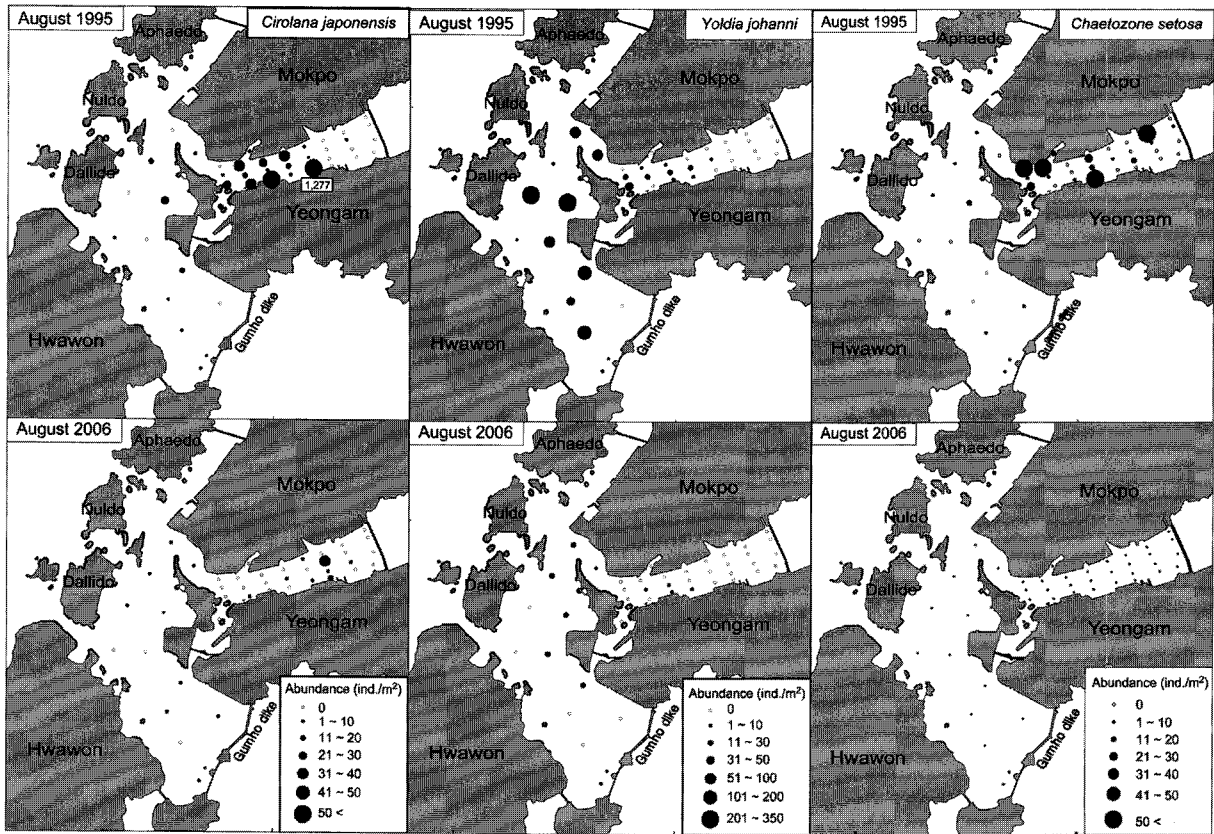 August 1995
Cirolana japonensis
Aphaedo
Mokpo
Nuldo
Dallido
1,277
Yeongam
Hwawon
Gumho dike
August 1995
Yoldia johanni
Aphaedo
Mokpo
Nuldo
Dallido
Yeongam
Hwawon
Gumho dike
August 1995
Chaetozone setosa
Aphaedo
Mokpo
Nuldo
Dallido
Yeongam
Hwawon
Gumho dike
August 2006
Aphaedo
Mokpo
Nuldo
Dallido
Yeongam
Hwawon
Gumho dike
Abundance (ind./m²)
0
1 ~ 10
11 ~ 20
21 ~ 30
31 ~ 40
41 ~ 50
50 <
August 2006
Aphaedo
Mokpo
Nuldo
Dallido
Yeongam
Hwawon
Gumho dike
Abundance (ind./m²)
0
1 ~ 10
11 ~ 30
31 ~ 50
51 ~ 100
101 ~ 200
201 ~ 350
August 2006
Aphaedo
Mokpo
Nuldo
Dallido
Yeongam
Hwawon
Gumho dike
Abundance (ind./m²)
0
1 ~ 10
11 ~ 20
21 ~ 30
31 ~ 40
41 ~ 50
50 <